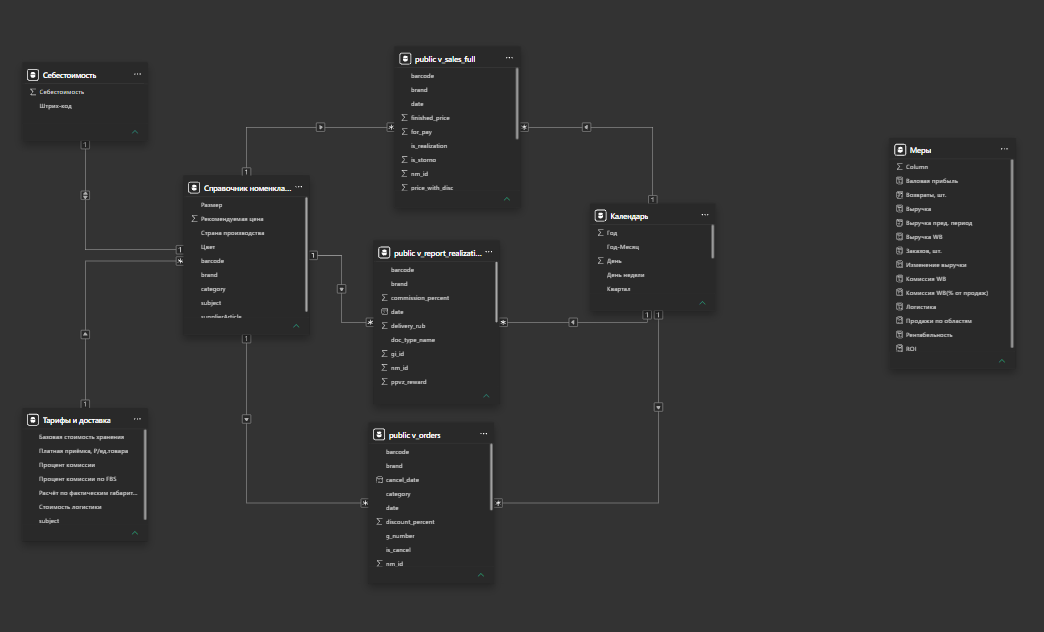 Себестоимость
Себестоимость
Штрих-код
public v_sales_full
barcode
brand
date
finished_price
for_pay
is_realization
is_storno
nm_id
price_with_disc
Справочник номенкла...
Размер
Рекомендуемая цена
Страна производства
Цвет
barcode
brand
category
subject
supplierArticle
public v_report_realizati...
barcode
brand
commission_percent
date
delivery_rub
doc_type_name
gi_id
nm_id
ppvz_reward
Календарь
Год
Год-Месяц
День
День недели
Квартал
Меры
Column
Валовая прибыль
Возвраты, шт.
Выручка
Выручка пред. период
Выручка WB
Заказов, шт.
Изменение выручки
Комиссия WB
Комиссия WB(% от продаж)
Логистика
Продажи по областям
Рентабельность
ROI
Тарифы и доставка
Базовая стоимость хранения
Платная приёмка, Р/ед.товара
Процент комиссии
Процент комиссии по FBS
Расчёт по фактическим габарит...
Стоимость логистики
subject
public v_orders
barcode
brand
cancel_date
category
date
discount_percent
g_number
is_cancel
nm_id